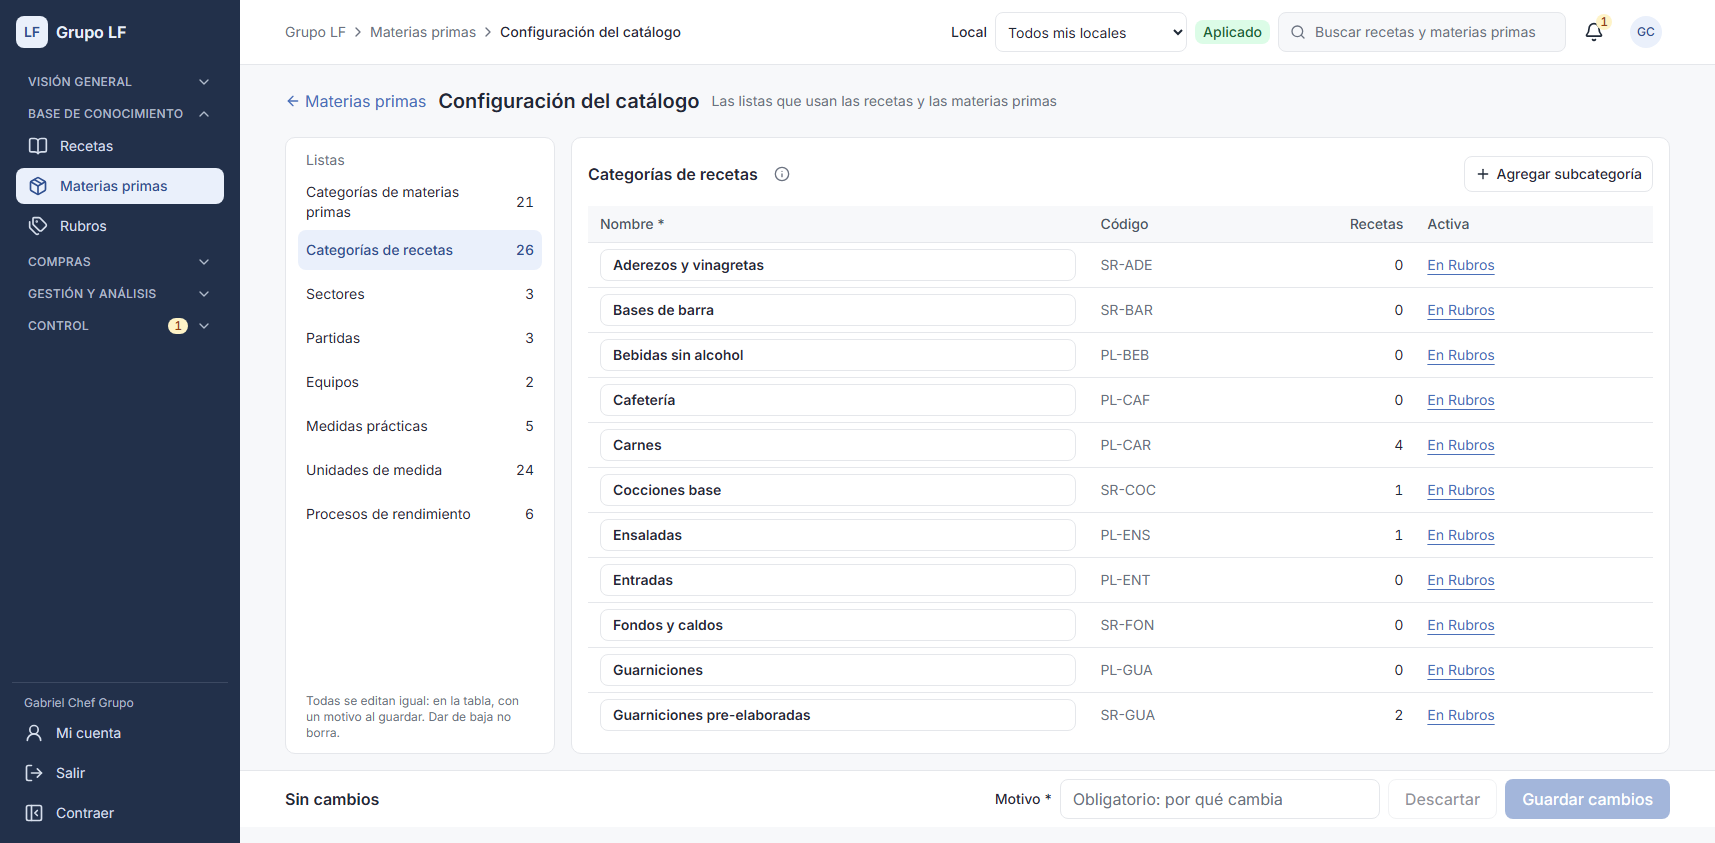 LF
Grupo LF
VISIÓN GENERAL
BASE DE CONOCIMIENTO
Recetas
Materias primas
Rubros
COMPRAS
GESTIÓN Y ANÁLISIS
CONTROL 1
Gabriel Chef Grupo
Mi cuenta
Salir
Contraer
Grupo LF > Materias primas > Configuración del catálogo
Local Todos mis locales Aplicado Buscar recetas y materias primas 1 GC
← Materias primas Configuración del catálogo Las listas que usan las recetas y las materias primas
Listas
Categorías de materias
primas 21
Categorías de recetas 26
Sectores 3
Partidas 3
Equipos 2
Medidas prácticas 5
Unidades de medida 24
Procesos de rendimiento 6
Todas se editan igual: en la tabla, con
un motivo al guardar. Dar de baja no
borra.
Categorías de recetas + Agregar subcategoría
Nombre * Código Recetas Activa
Aderezos y vinagretas SR-ADE 0 En Rubros
Bases de barra SR-BAR 0 En Rubros
Bebidas sin alcohol PL-BEB 0 En Rubros
Cafetería PL-CAF 0 En Rubros
Carnes PL-CAR 4 En Rubros
Cocciones base SR-COC 1 En Rubros
Ensaladas PL-ENS 1 En Rubros
Entradas PL-ENT 0 En Rubros
Fondos y caldos SR-FON 0 En Rubros
Guarniciones PL-GUA 0 En Rubros
Guarniciones pre-elaboradas SR-GUA 2 En Rubros
Sin cambios Motivo * Obligatorio: por qué cambia Descartar Guardar cambios